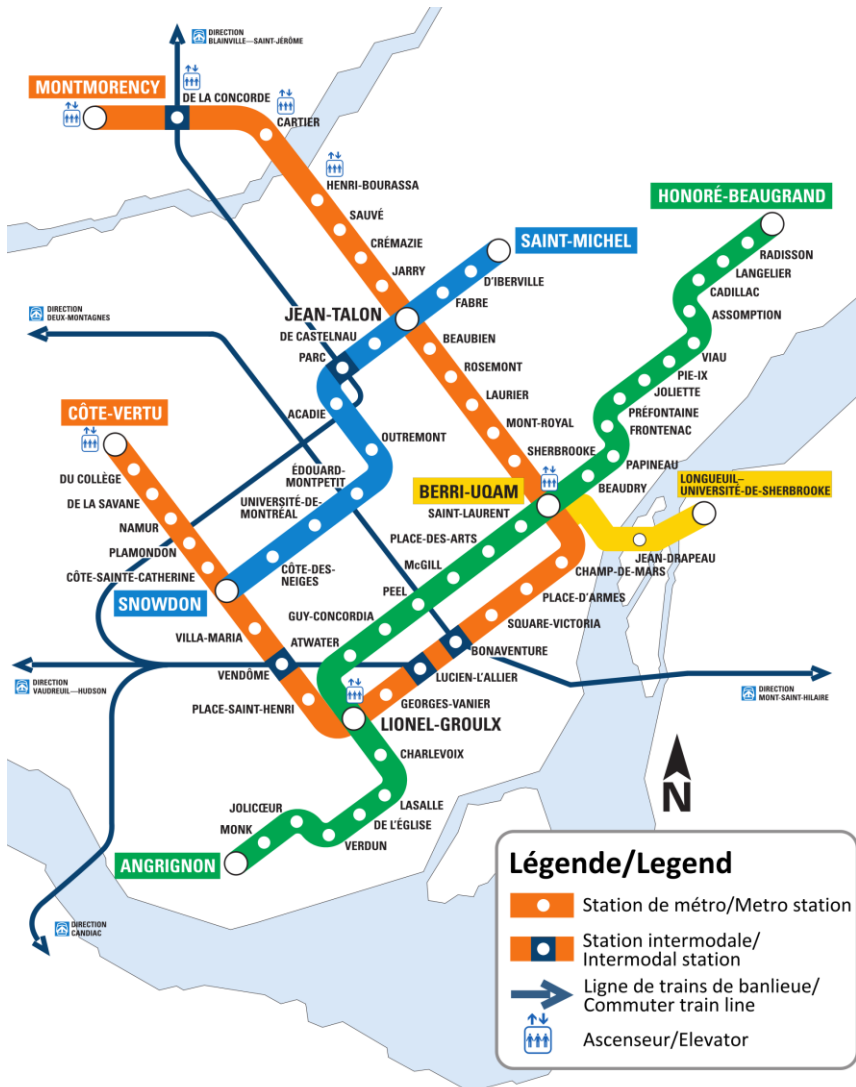 DIRECTION
BLAINVILLE—SAINT-JÉRÔME
MONTMORENCY
DE LA CONCORDE
CARTIER
HENRI-BOURASSA
SAUVÉ
CRÉMAZIE
JARRY
HONORÉ-BEAUGRAND
RADISSON
LANGELIER
CADILLAC
ASSOMPTION
VIAU
PIE-IX
JOLIETTE
PRÉFONTAINE
FRONTENAC
PAPINEAU
BEAUDRY
SAINT-MICHEL
D'IBERVILLE
FABRE
JEAN-TALON
DE CASTELNAU
PARC
ACADIE
OUTREMONT
ÉDOUARD-
MONTPETIT
UNIVERSITÉ-DE-
MONTRÉAL
CÔTE-DES-
NEIGES
BEAUBIEN
ROSEMONT
LAURIER
MONT-ROYAL
SHERBROOKE
DIRECTION
DEUX-MONTAGNES
CÔTE-VERTU
DU COLLÈGE
DE LA SAVANE
NAMUR
PLAMONDON
CÔTE-SAINTE-CATHERINE
SNOWDON
VILLA-MARIA
VENDÔME
PLACE-SAINT-HENRI
BERRI-UQAM
LONGUEUIL–
UNIVERSITÉ-DE-SHERBROOKE
JEAN-DRAPEAU
SAINT-LAURENT
PLACE-DES-ARTS
McGILL
PEEL
GUY-CONCORDIA
ATWATER
CHAMP-DE-MARS
PLACE-D'ARMES
SQUARE-VICTORIA
BONAVENTURE
LUCIEN-L'ALLIER
GEORGES-VANIER
LIONEL-GROULX
DIRECTION
VAUDREUIL—HUDSON
DIRECTION
MONT-SAINT-HILAIRE
CHARLEVOIX
LASALLE
DE L'ÉGLISE
VERDUN
JOLICŒUR
MONK
ANGRIGNON
DIRECTION
CANDIAC
N
Légende/Legend
Station de métro/Metro station
Station intermodale/
Intermodal station
Ligne de trains de banlieue/
Commuter train line
Ascenseur/Elevator